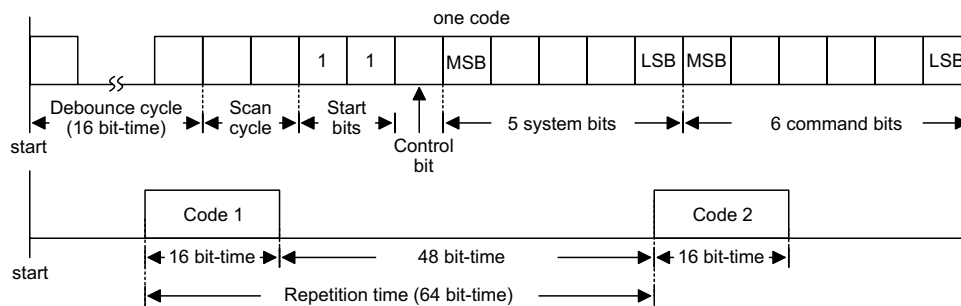 one code
1 1 MSB LSB MSB LSB
Debounce cycle
(16 bit-time)
Scan
cycle
Start
bits
Control
bit
5 system bits
6 command bits
start
Code 1
Code 2
start
16 bit-time
48 bit-time
16 bit-time
Repetition time (64 bit-time)